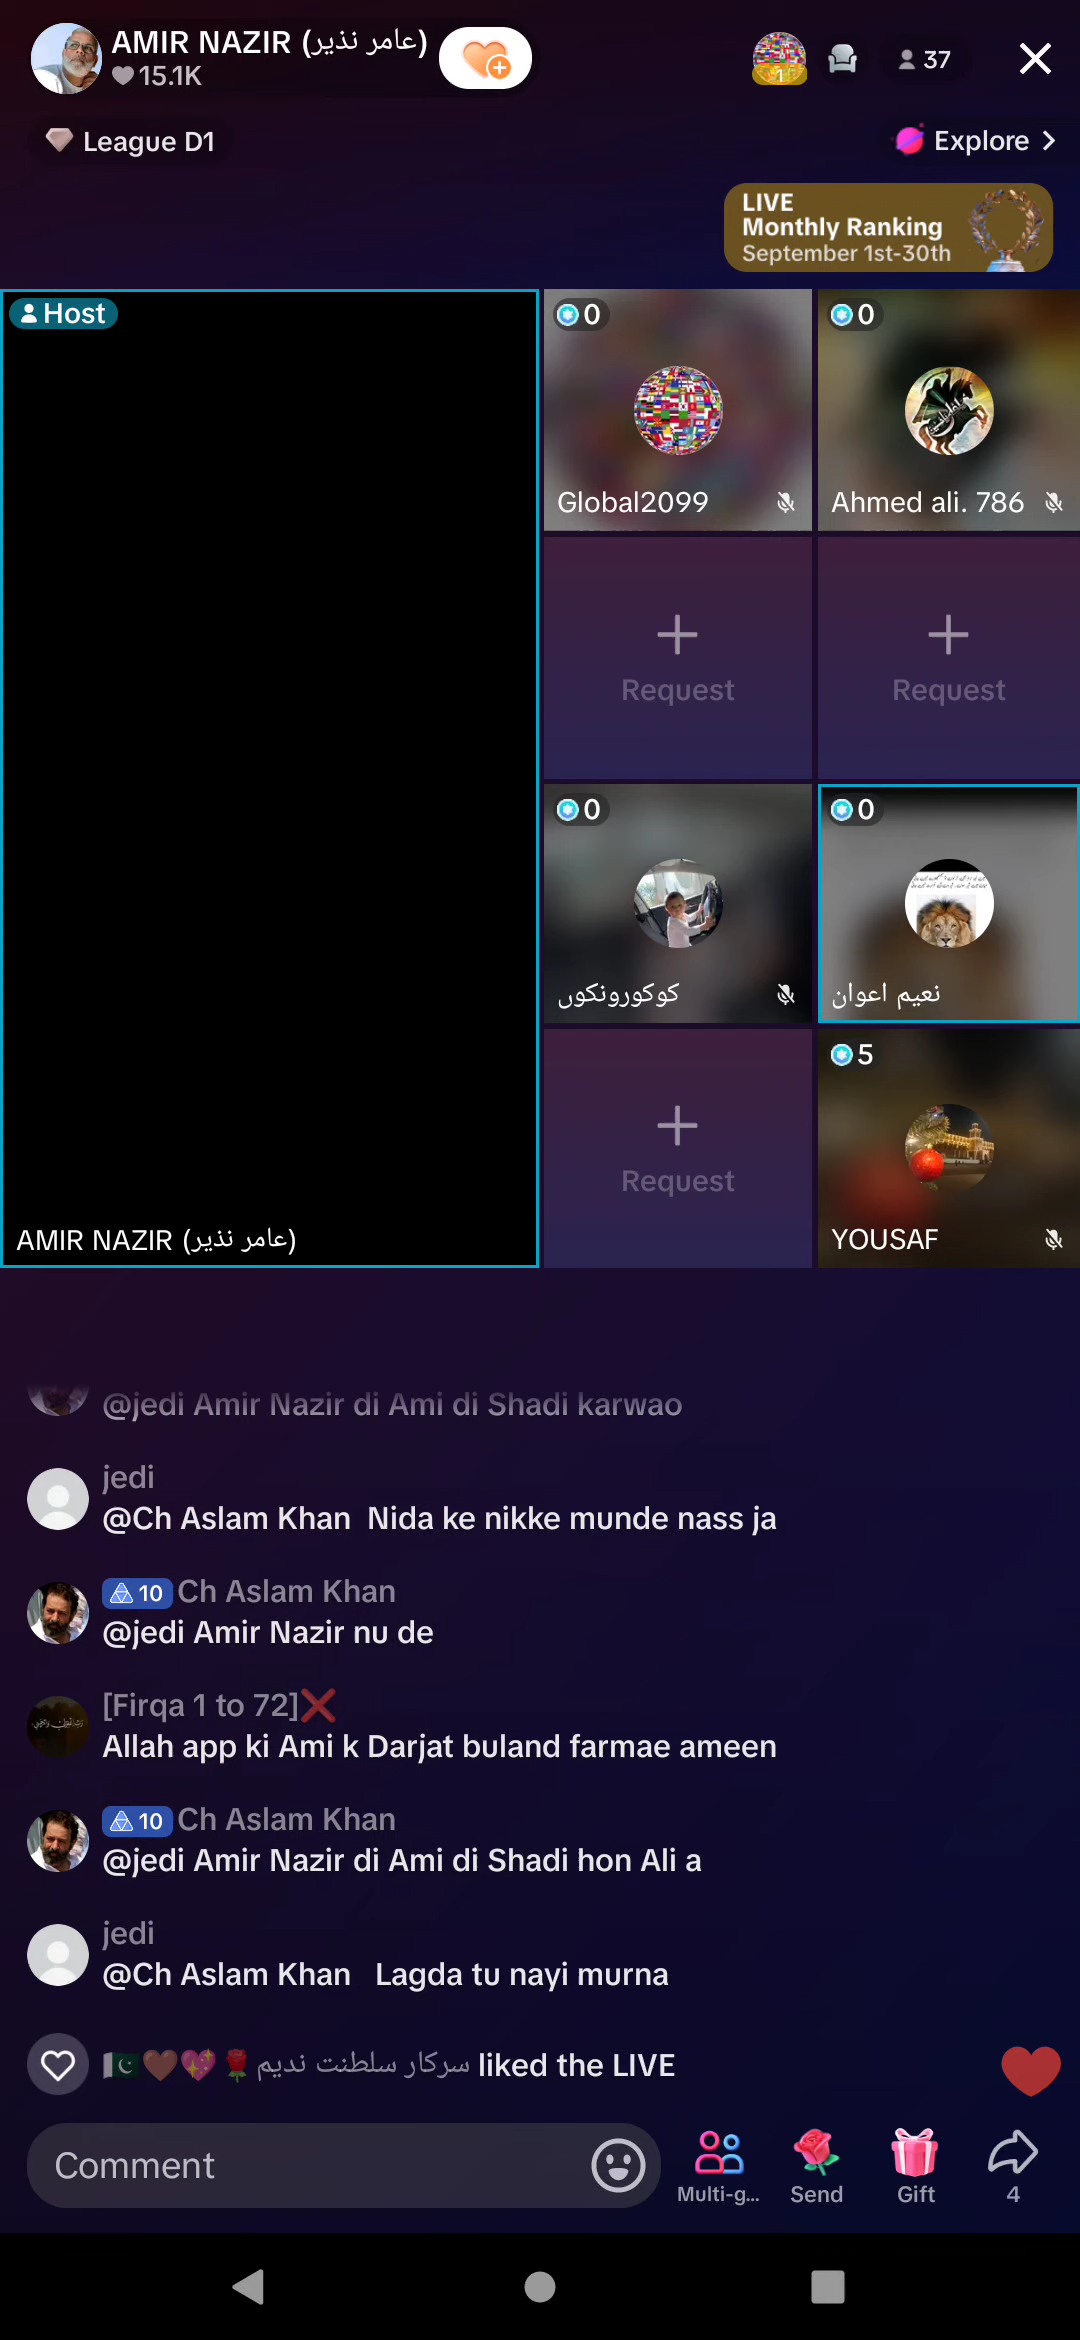 AMIR NAZIR (عامر نذیر)
15.1K
1
37
League D1
Explore
LIVE
Monthly Ranking
September 1st-30th
Host
0
0
Global2099
Ahmed ali. 786
Request
Request
0
0
کوکورونکوں
نعیم اعوان
Request
5
AMIR NAZIR (عامر نذیر)
YOUSAF
@jedi Amir Nazir di Ami di Shadi karwao
jedi
@Ch Aslam Khan  Nida ke nikke munde nass ja
10 Ch Aslam Khan
@jedi Amir Nazir nu de
[Firqa 1 to 72]❌
Allah app ki Ami k Darjat buland farmae ameen
10 Ch Aslam Khan
@jedi Amir Nazir di Ami di Shadi hon Ali a
jedi
@Ch Aslam Khan   Lagda tu nayi murna
🇵🇰🤎💖🌹سرکار سلطنت ندیم liked the LIVE
Comment
Multi-g...
Send
Gift
4